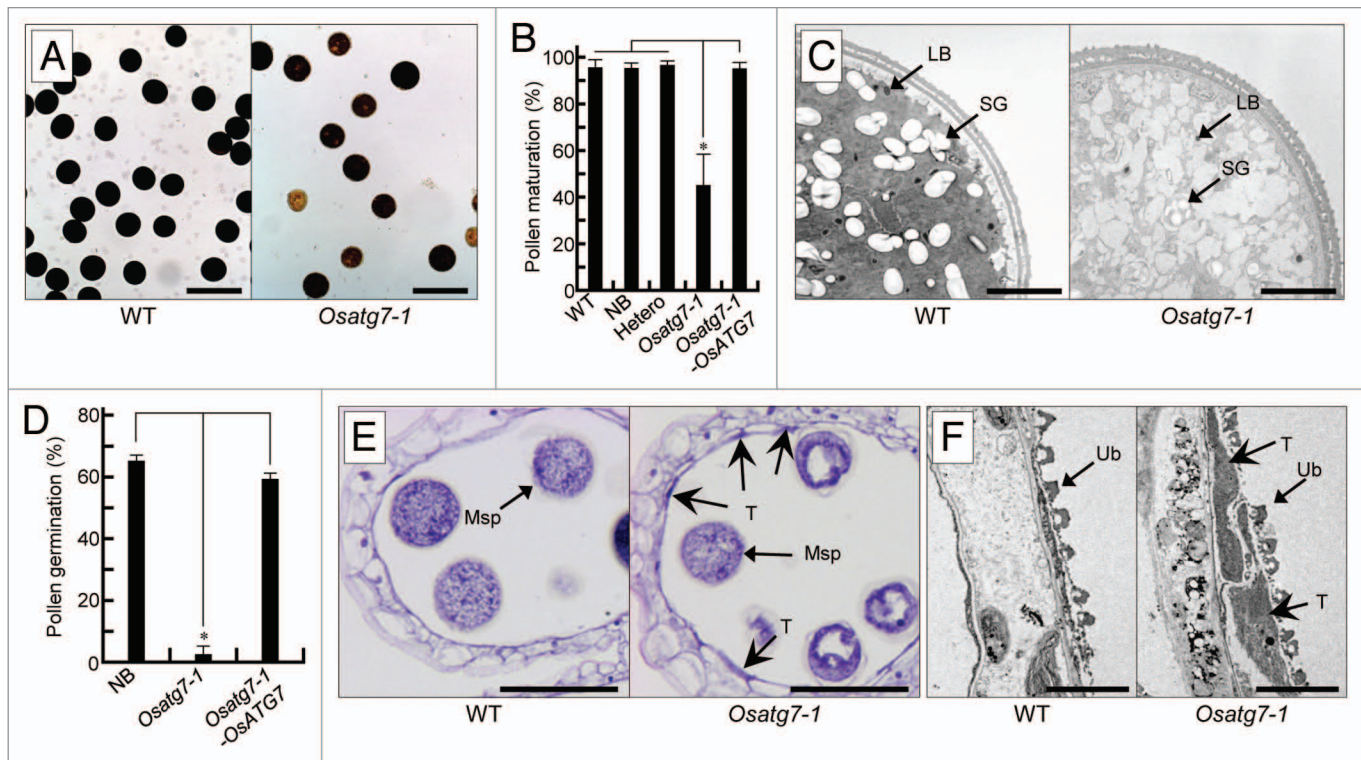 A
WT
Osatg7-1
B
Pollen maturation (%)
100
80
60
40
20
0
*
WT
NB
Hetero
Osatg7-1
Osatg7-1
-OsATG7
C
LB
SG
WT
LB
SG
Osatg7-1
D
Pollen germination (%)
80
60
40
20
0
*
NB
Osatg7-1
Osatg7-1
-OsATG7
E
Msp
WT
T
Msp
T
Osatg7-1
F
Ub
WT
T
Ub
T
Osatg7-1